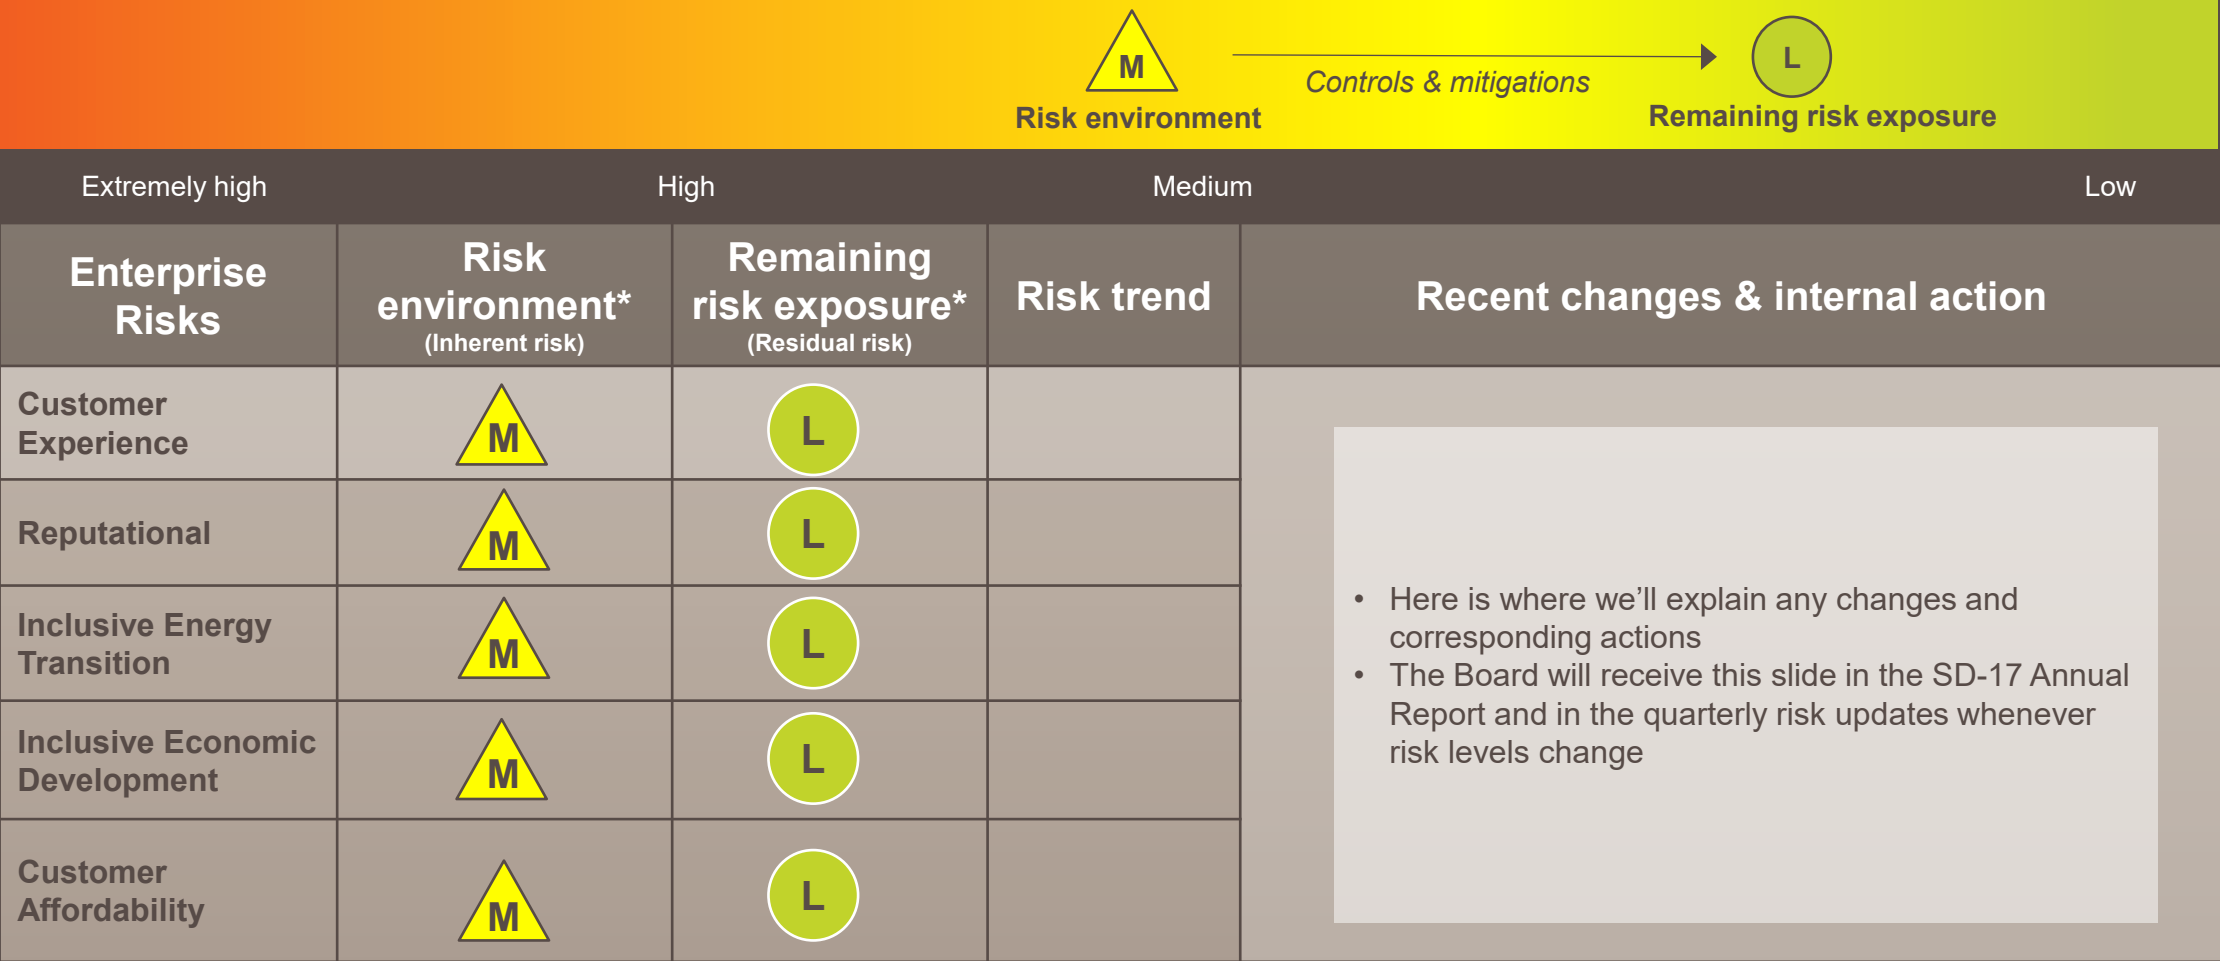 M
L
Controls & mitigations
Risk environment
Remaining risk exposure
Extremely high
High
Medium
Low
Enterprise
Risks
Risk
environment*
(Inherent risk)
Remaining
risk exposure*
(Residual risk)
Risk trend
Recent changes & internal action
Customer
Experience
M
L
Reputational
M
L
Inclusive Energy
Transition
M
L
Inclusive Economic
Development
M
L
Customer
Affordability
M
L
• Here is where we’ll explain any changes and
corresponding actions
• The Board will receive this slide in the SD-17 Annual
Report and in the quarterly risk updates whenever
risk levels change